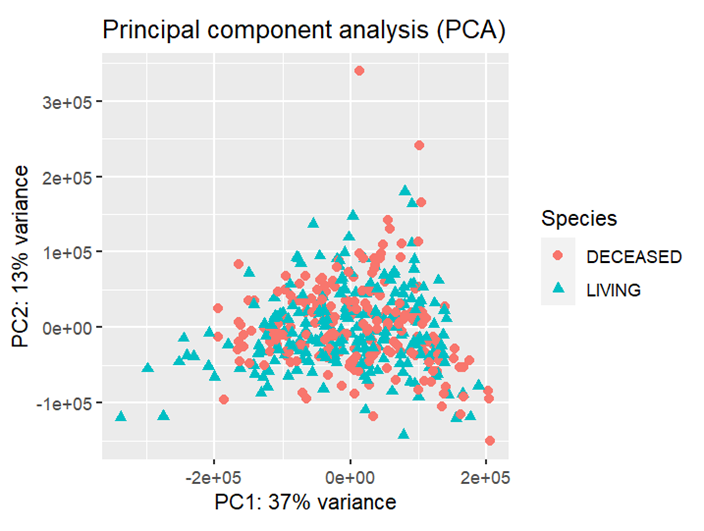 Principal component analysis (PCA)
3e+05
2e+05
1e+05
0e+00
-1e+05
PC2: 13% variance
-2e+05
0e+00
2e+05
PC1: 37% variance
Species
DECEASED
LIVING